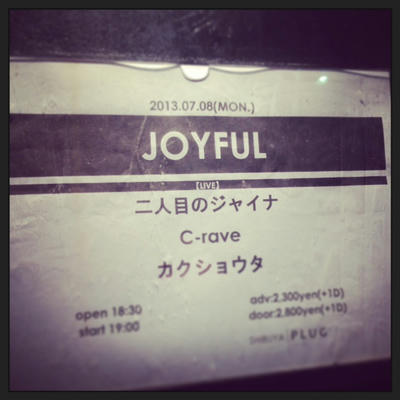 2013.07.08(MON.)
JOYFUL
【LIVE】
二人目のジャイナ
C-rave
カクショウタ
open 18:30
start 19:00
adv:2,300yen(+1D)
door:2,800yen(+1D)
SHIBUYA PLUG